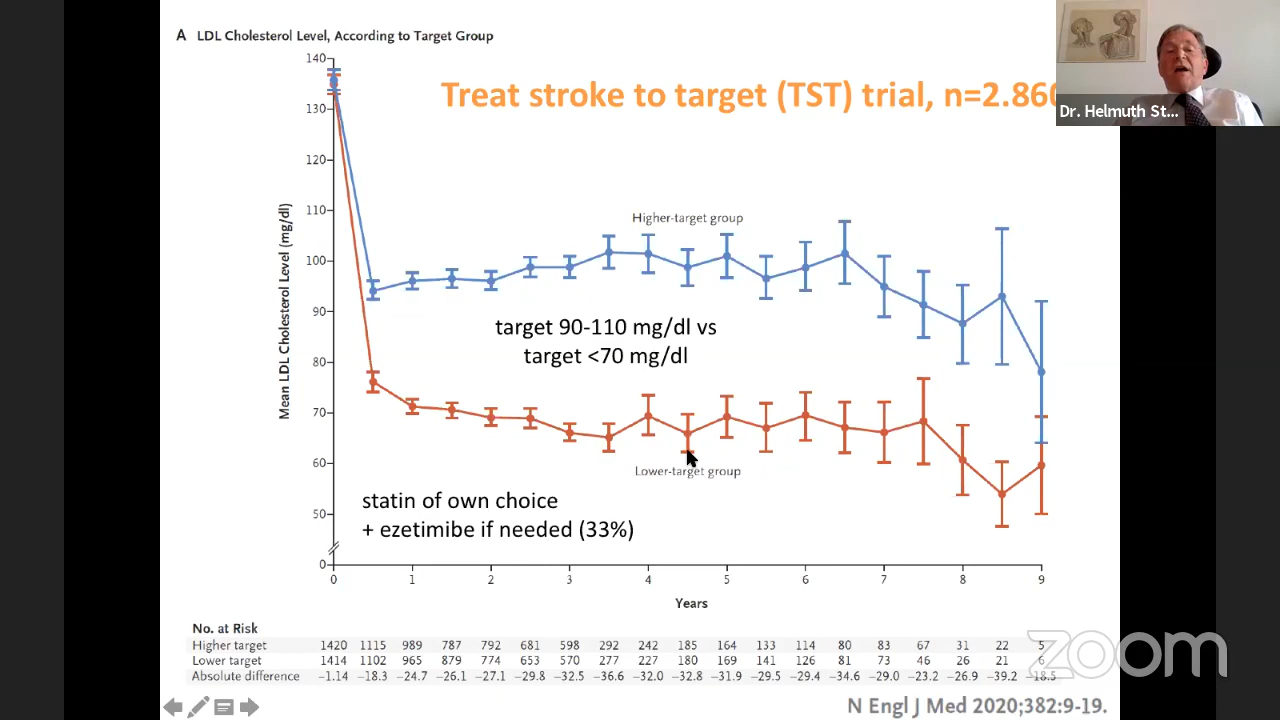 A LDL Cholesterol Level, According to Target Group
Treat stroke to target (TST) trial, n=2.860
Dr. Helmuth St...
140
130
120
110
100
90
80
70
60
50
0
Mean LDL Cholesterol Level (mg/dl)
Higher-target group
target 90-110 mg/dl vs
target <70 mg/dl
Lower-target group
statin of own choice
+ ezetimibe if needed (33%)
0 1 2 3 4 5 6 7 8 9
Years
No. at Risk
Higher target 1420 1115 989 787 792 681 598 292 242 185 164 133 114 80 83 67 31 22 5
Lower target 1414 1102 965 879 774 653 570 277 227 180 169 141 126 81 73 46 26 21 6
Absolute difference −1.14 −18.3 −24.7 −26.1 −27.1 −29.8 −32.5 −36.6 −32.0 −32.8 −31.9 −29.5 −29.4 −34.6 −29.0 −23.2 −26.9 −39.2 −18.5
zoom
N Engl J Med 2020;382:9-19.